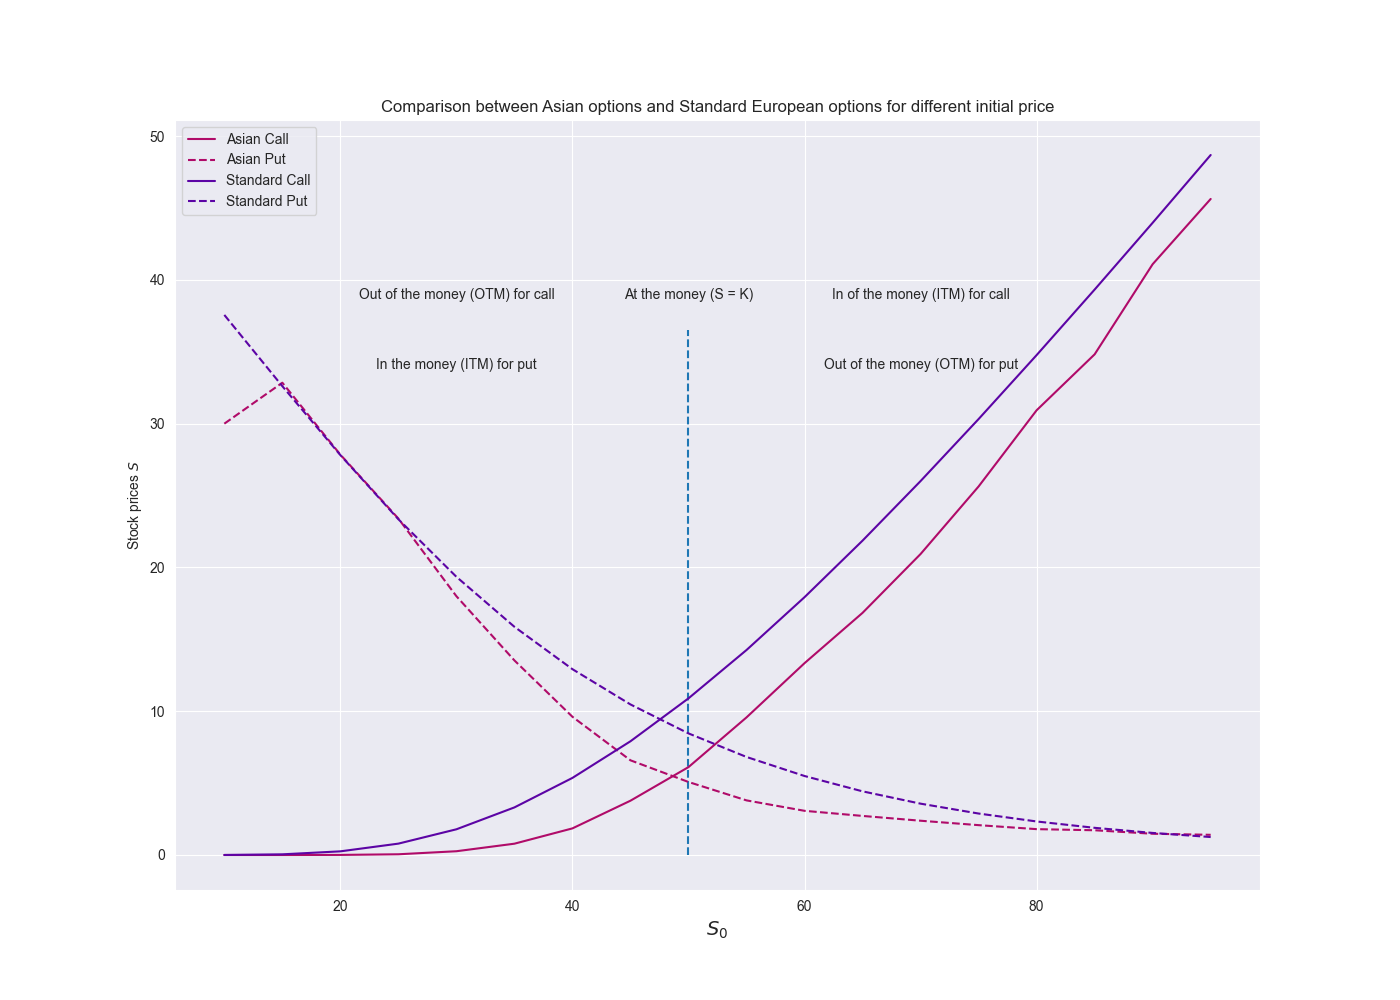 Comparison between Asian options and Standard European options for different initial price
Asian Call
Asian Put
Standard Call
Standard Put
50
40
30
20
10
0
Stock prices S
Out of the money (OTM) for call
At the money (S = K)
In of the money (ITM) for call
In the money (ITM) for put
Out of the money (OTM) for put
20
40
60
80
S₀